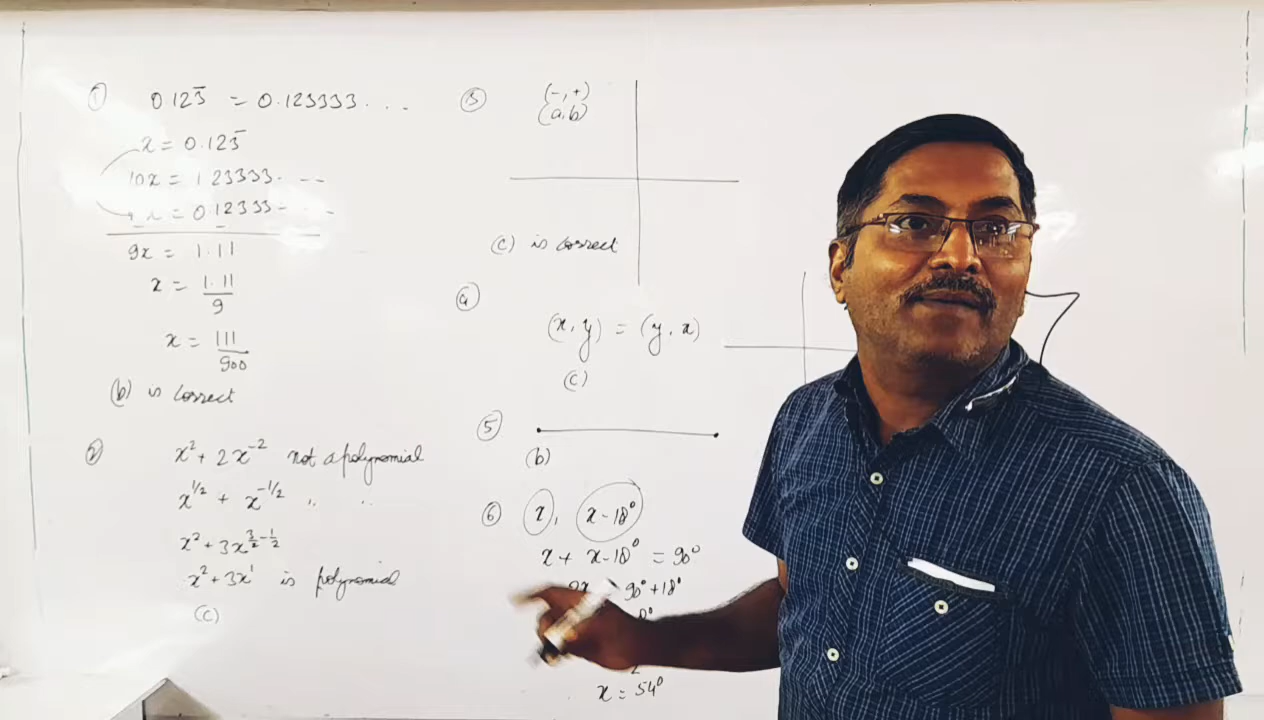 ① 0.123̄ = 0.123333....
x = 0.123̄
10x = 1.23333....
x = 0.12333....
9x = 1.11
x = 1.11/9
x = 111/900
(b) is correct
② x² + 2x⁻² not a polynomial
x^1/2 + x^-1/2 " "
x² + 3x^3/2-1/2
x² + 3x¹ is polynomial
(c)
③ (-,+)
(a,b)
(c) is correct
④ (x, y) = (y, x)
(c)
⑤
(b)
⑥ x, x-18°
x + x-18° = 90°
2x 90° + 18°
x = 54°